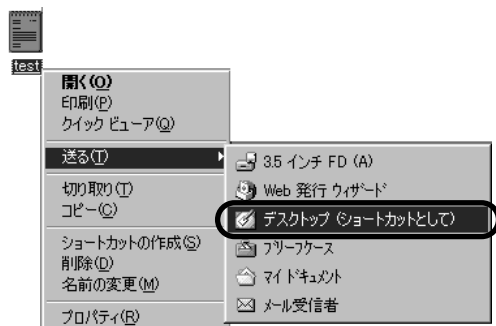 test
開く(O)
印刷(P)
クイック ビューア(Q)
送る(T)
切り取り(T)
コピー(C)
ショートカットの作成(S)
削除(D)
名前の変更(M)
プロパティ(R)
3.5 インチ FD (A)
Web 発行 ウィザード
デスクトップ (ショートカットとして)
ブリーフケース
マイ ドキュメント
メール受信者